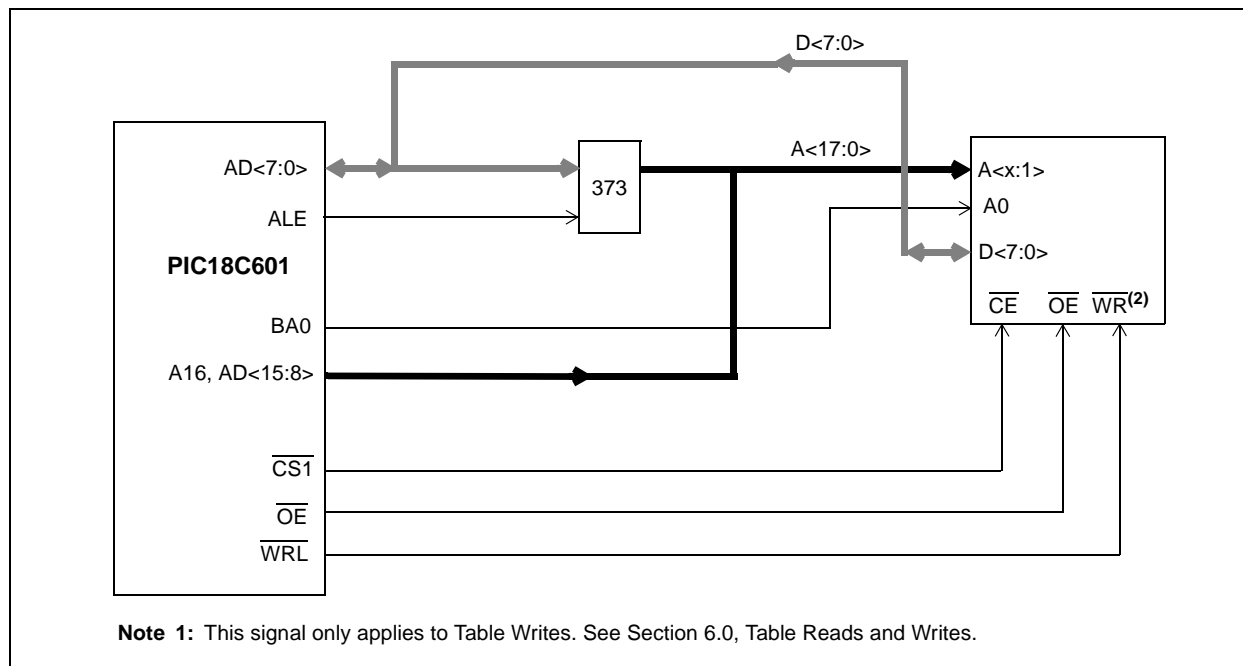 D<7:0>
AD<7:0>
373
A<17:0>
A<x:1>
ALE
A0
PIC18C601
D<7:0>
CE OE WR(2)
BA0
A16, AD<15:8>
CS1
OE
WRL
Note 1: This signal only applies to Table Writes. See Section 6.0, Table Reads and Writes.